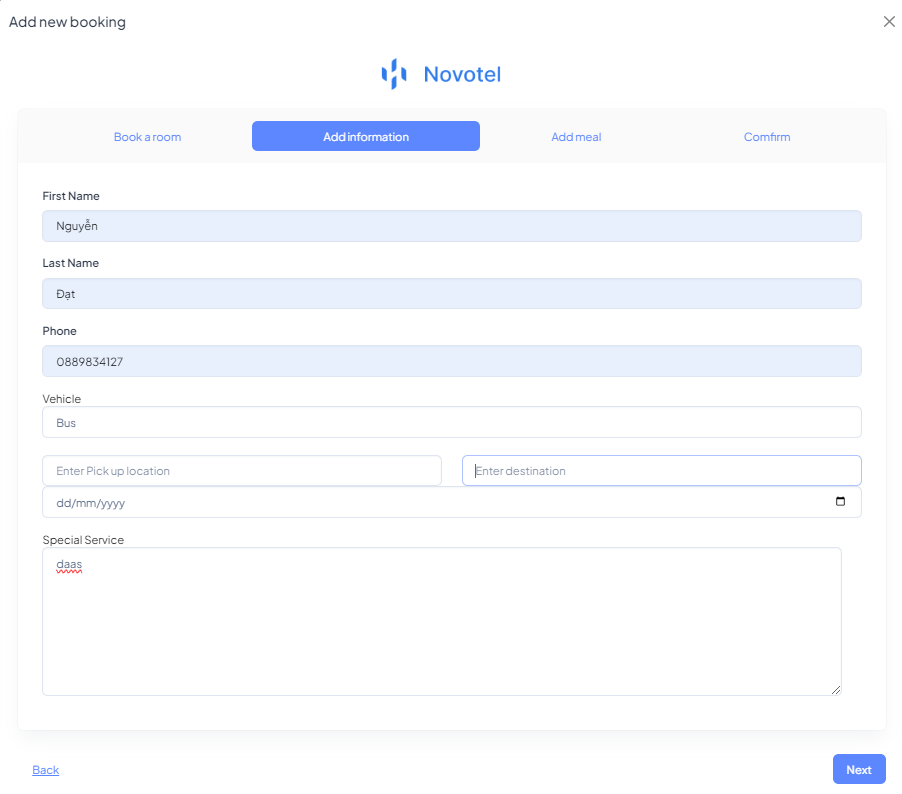 Add new booking
Novotel
Book a room
Add information
Add meal
Comfirm
First Name
Nguyễn
Last Name
Đạt
Phone
0889834127
Vehicle
Bus
Enter Pick up location
Enter destination
dd/mm/yyyy
Special Service
daas
Back
Next